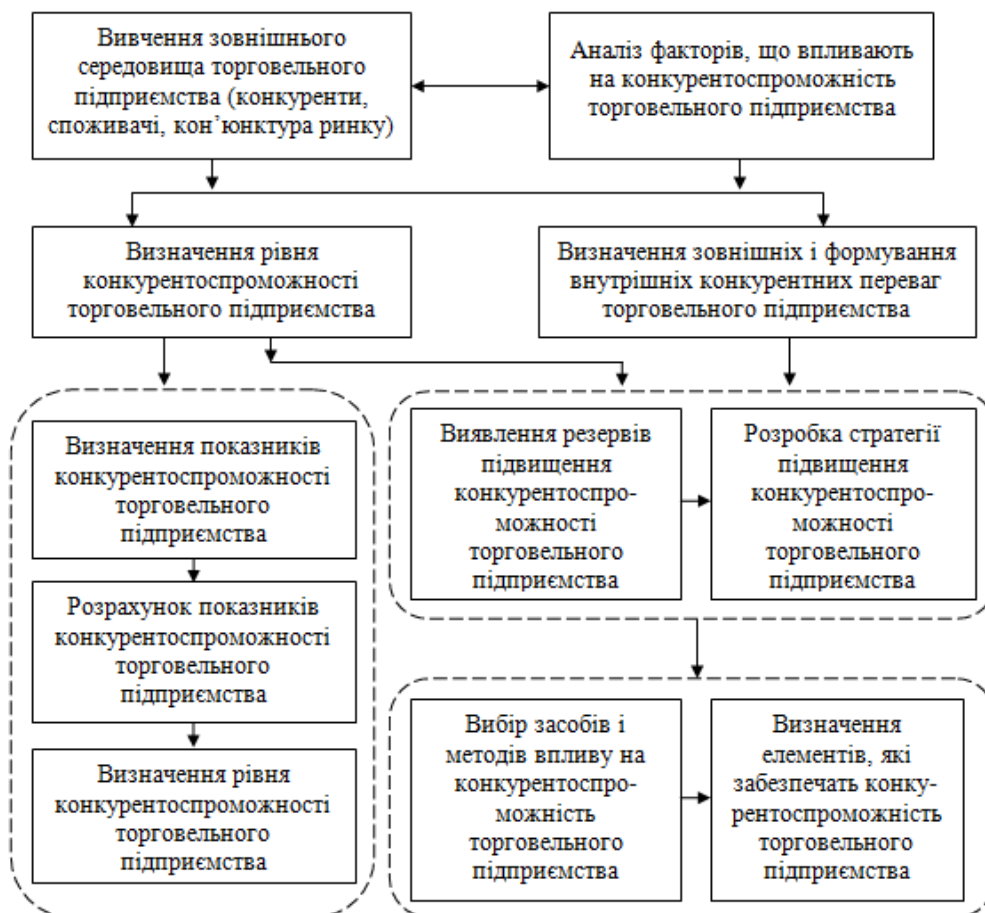 Вивчення зовнішнього
середовища торговельного
підприємства (конкуренти,
споживачі, кон’юнктура ринку)
Аналіз факторів, що впливають
на конкурентоспроможність
торговельного підприємства
Визначення рівня
конкурентоспроможності
торговельного підприємства
Визначення зовнішніх і формування
внутрішніх конкурентних переваг
торговельного підприємства
Визначення показників
конкурентоспроможності
торговельного
підприємства
Розрахунок показників
конкурентоспроможності
торговельного
підприємства
Визначення рівня
конкурентоспроможності
торговельного
підприємства
Виявлення резервів
підвищення
конкурентоспро-
можності
торговельного
підприємства
Розробка стратегії
підвищення
конкурентоспро-
можності
торговельного
підприємства
Вибір засобів і
методів впливу на
конкурентоспро-
можність
торговельного
підприємства
Визначення
елементів, які
забезпечать конку-
рентоспроможність
торговельного
підприємства